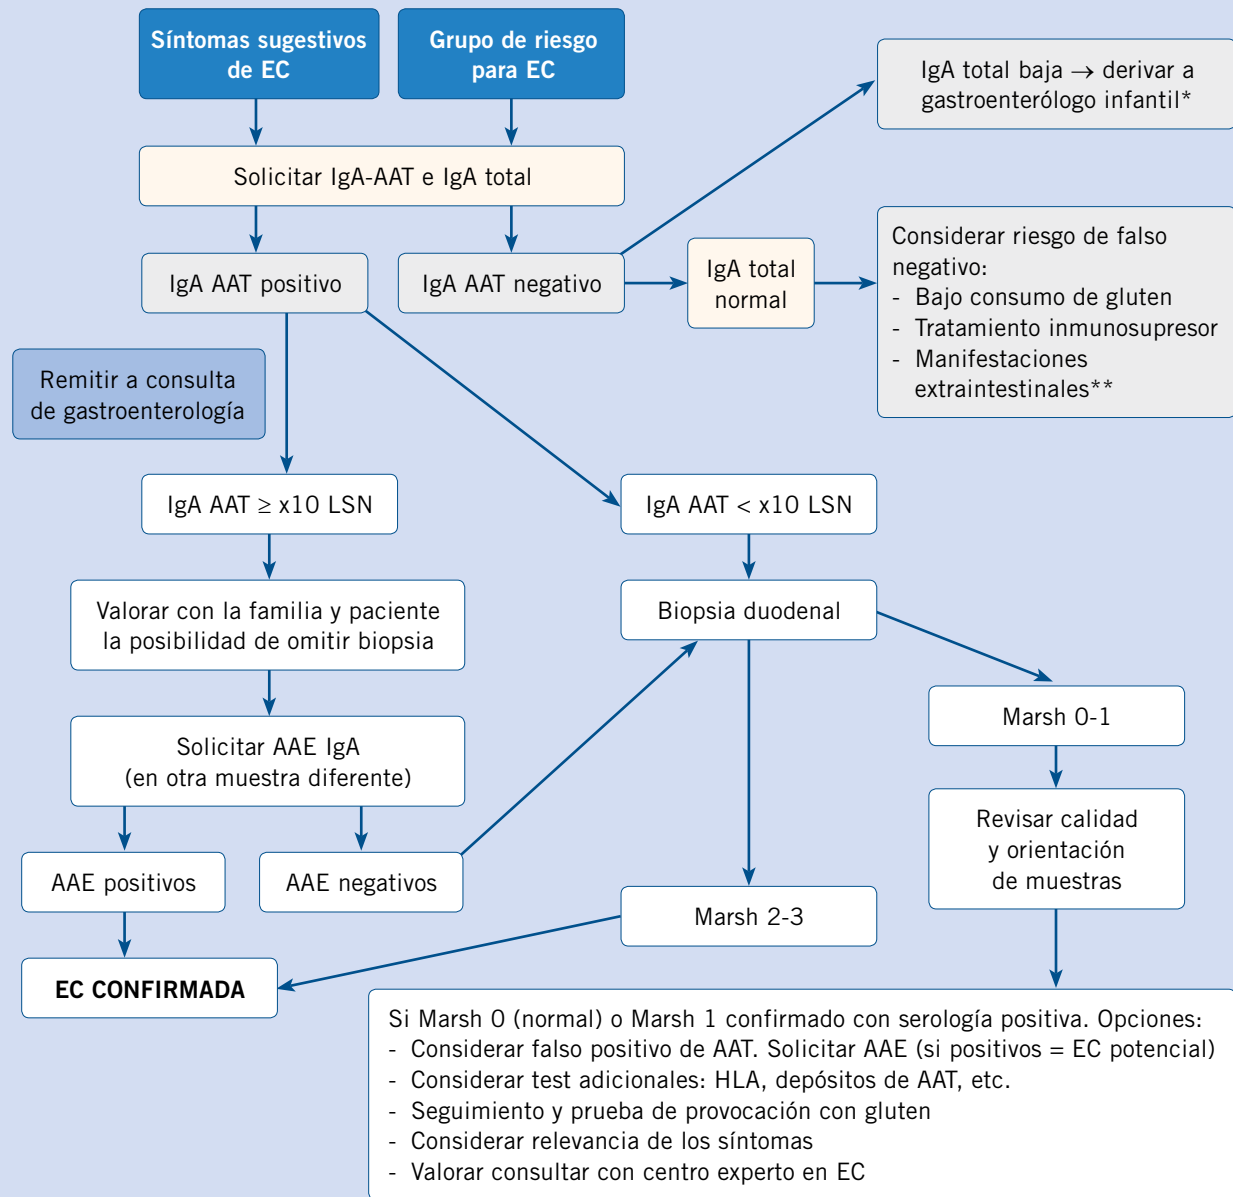 Síntomas sugestivos
de EC
Grupo de riesgo
para EC
IgA total baja → derivar a
gastroenterólogo infantil*
Solicitar IgA-AAT e IgA total
IgA AAT positivo
IgA AAT negativo
IgA total
normal
Considerar riesgo de falso
negativo:
- Bajo consumo de gluten
- Tratamiento inmunosupresor
- Manifestaciones
extraintestinales**
Remitir a consulta
de gastroenterología
IgA AAT ≥ x10 LSN
IgA AAT < x10 LSN
Valorar con la familia y paciente
la posibilidad de omitir biopsia
Biopsia duodenal
Solicitar AAE IgA
(en otra muestra diferente)
Marsh 0-1
AAE positivos
AAE negativos
Revisar calidad
y orientación
de muestras
Marsh 2-3
EC CONFIRMADA
Si Marsh 0 (normal) o Marsh 1 confirmado con serología positiva. Opciones:
- Considerar falso positivo de AAT. Solicitar AAE (si positivos = EC potencial)
- Considerar test adicionales: HLA, depósitos de AAT, etc.
- Seguimiento y prueba de provocación con gluten
- Considerar relevancia de los síntomas
- Valorar consultar con centro experto en EC